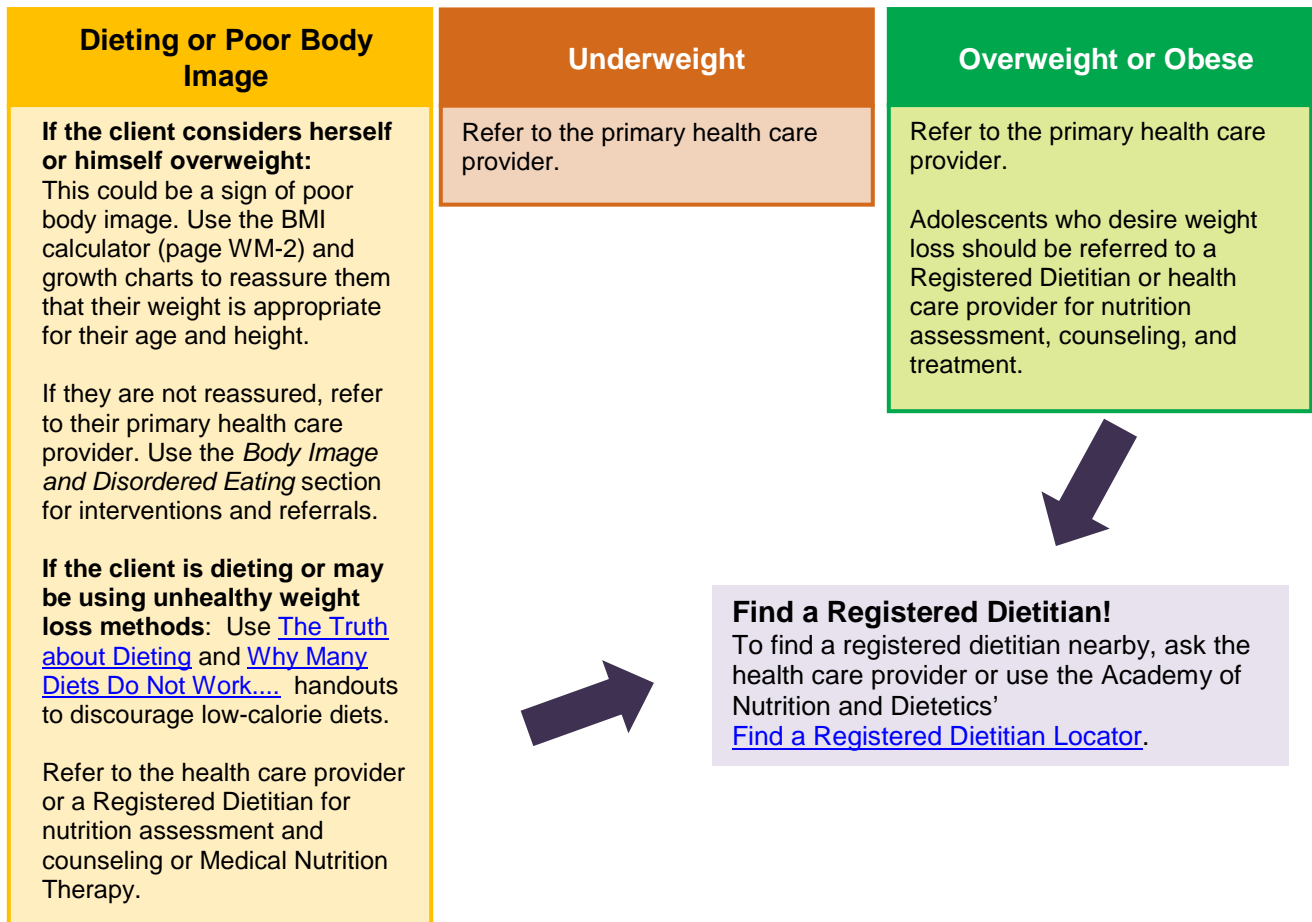 Dieting or Poor Body
Image
If the client considers herself
or himself overweight:
This could be a sign of poor
body image. Use the BMI
calculator (page WM-2) and
growth charts to reassure them
that their weight is appropriate
for their age and height.
If they are not reassured, refer
to their primary health care
provider. Use the Body Image
and Disordered Eating section
for interventions and referrals.
If the client is dieting or may
be using unhealthy weight
loss methods: Use The Truth
about Dieting and Why Many
Diets Do Not Work.... handouts
to discourage low-calorie diets.
Refer to the health care provider
or a Registered Dietitian for
nutrition assessment and
counseling or Medical Nutrition
Therapy.
Underweight
Refer to the primary health care
provider.
Overweight or Obese
Refer to the primary health care
provider.
Adolescents who desire weight
loss should be referred to a
Registered Dietitian or health
care provider for nutrition
assessment, counseling, and
treatment.
Find a Registered Dietitian!
To find a registered dietitian nearby, ask the
health care provider or use the Academy of
Nutrition and Dietetics’
Find a Registered Dietitian Locator.